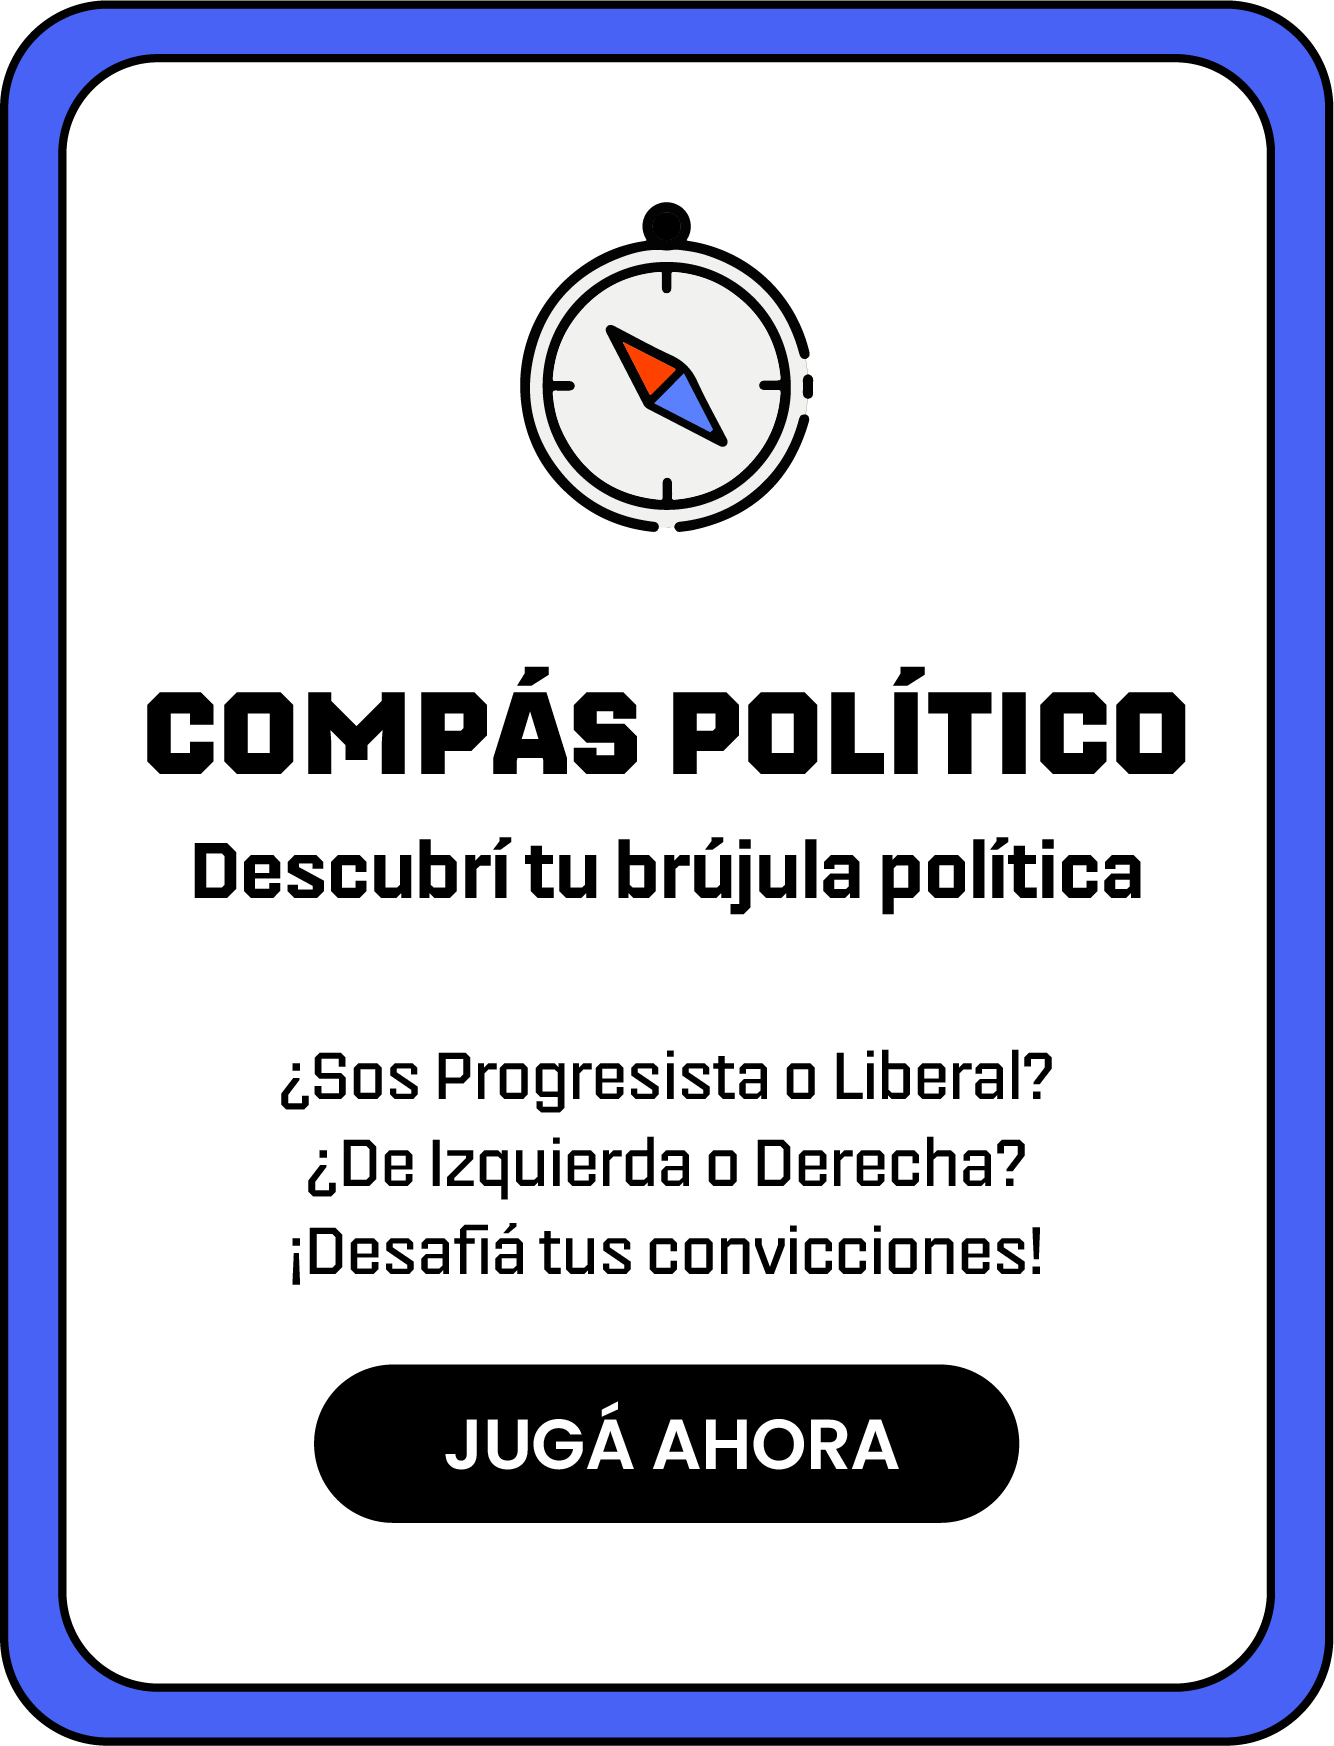 COMPÁS POLÍTICO
Descubrí tu brújula política
¿Sos Progresista o Liberal?
¿De Izquierda o Derecha?
¡Desafiá tus convicciones!
JUGÁ AHORA